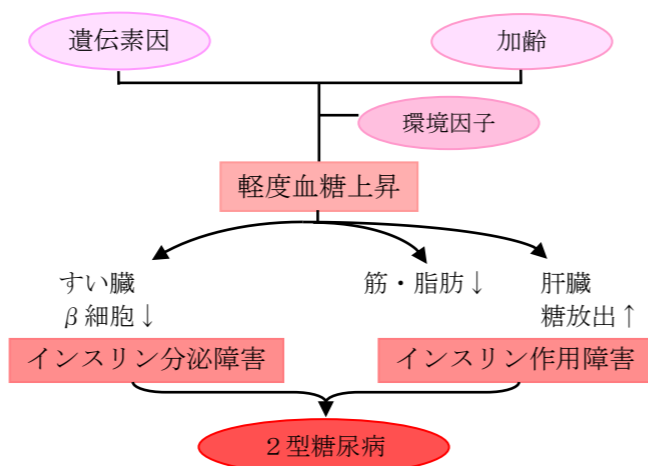 遺伝素因
加齢
環境因子
軽度血糖上昇
すい臓
β細胞↓
筋・脂肪↓
肝臓
糖放出↑
インスリン分泌障害
インスリン作用障害
２型糖尿病